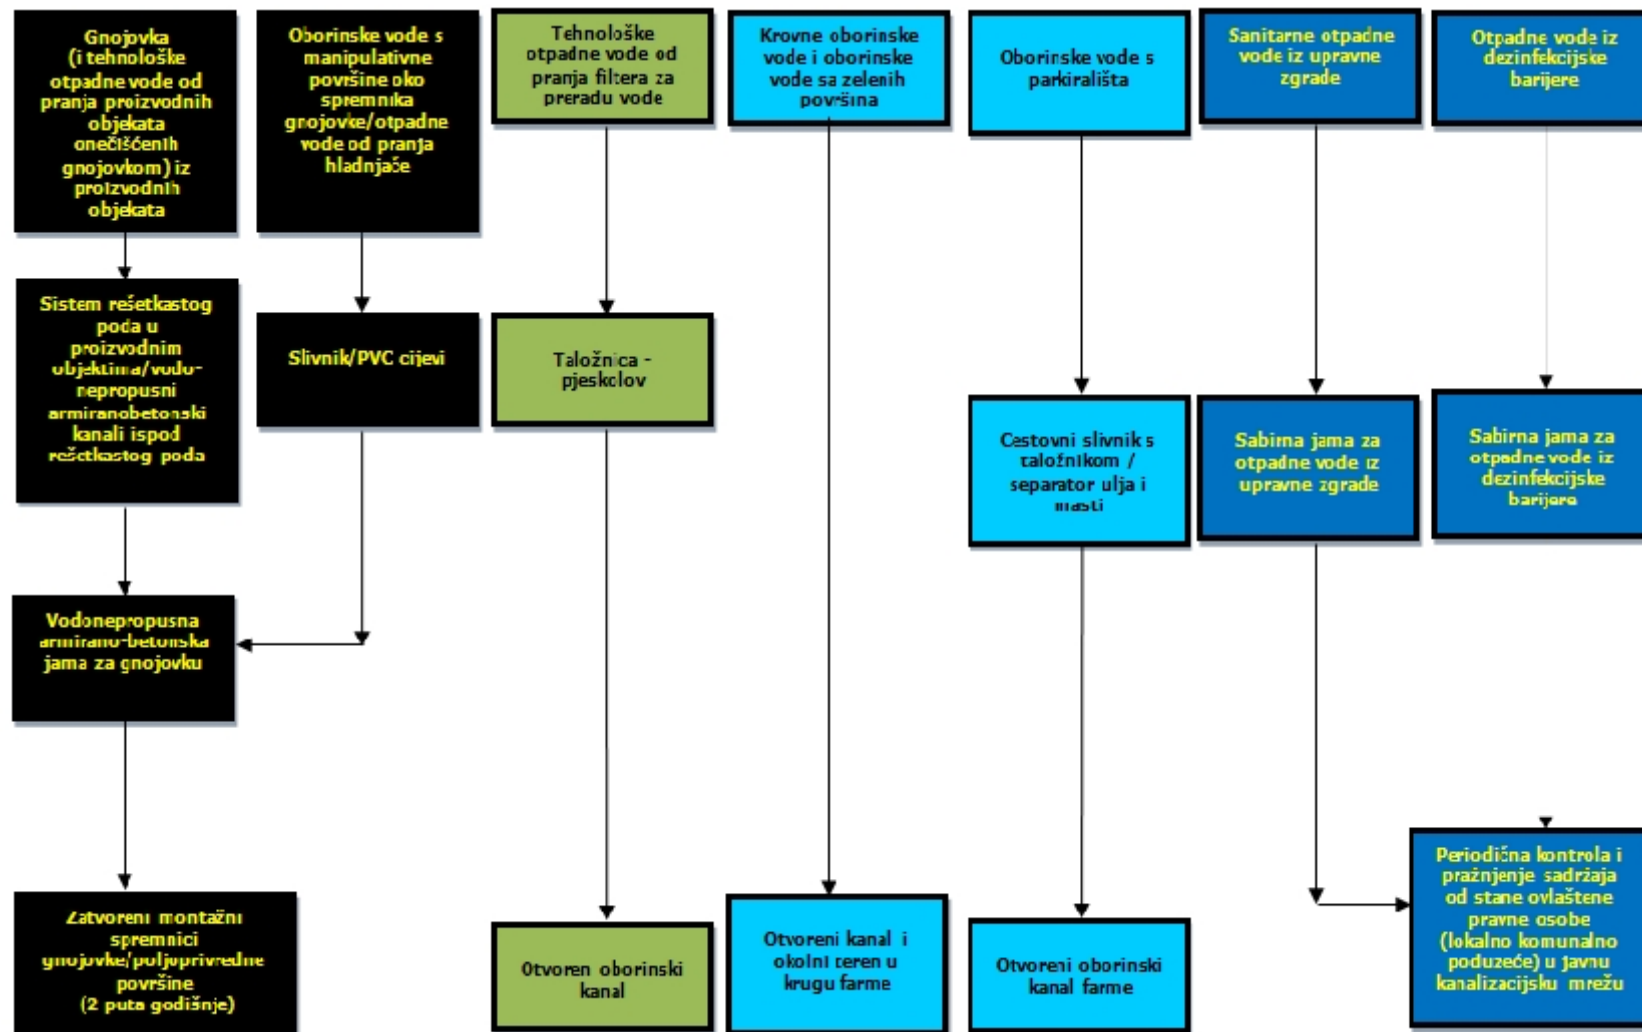 Gnojovka
(i tehnološke
otpadne vode od
pranja proizvodnih
objekata
onečišćenih
gnojovkom) iz
proizvodnih
objekata
Oborinske vode s
manipulativne
površine oko
spremnika
gnojovke/otpadne
vode od pranja
hladnjače
Tehnološke
otpadne vode od
pranja filtera za
preradu vode
Krovne oborinske
vode i oborinske
vode sa zelenih
površina
Oborinske vode s
parkirališta
Sanitarne otpadne
vode iz upravne
zgrade
Otpadne vode iz
dezinfekcijske
barijere
Sistem rešetkastog
poda u
proizvodnim
objektima/vodo-
nepropusni
armiranobetonski
kanali ispod
rešetkastog poda
Slivnik/PVC cijevi
Taložnica -
pjeskolov
Cestovni slivnik s
taložnikom /
separator ulja i
masti
Sabirna jama za
otpadne vode iz
upravne zgrade
Sabirna jama za
otpadne vode iz
dezinfekcijske
barijere
Vodonepropusna
armirano-betonska
jama za gnojovku
Zatvoreni montažni
spremnici
gnojovke/poljoprivredne
površine
(2 puta godišnje)
Otvoren oborinski
kanal
Otvoreni kanal i
okolni teren u
krugu farme
Otvoreni oborinski
kanal farme
Periodična kontrola i
pražnjenje sadržaja
od stane ovlaštene
pravne osobe
(lokalno komunalno
poduzeće) u javnu
kanalizacijsku mrežu